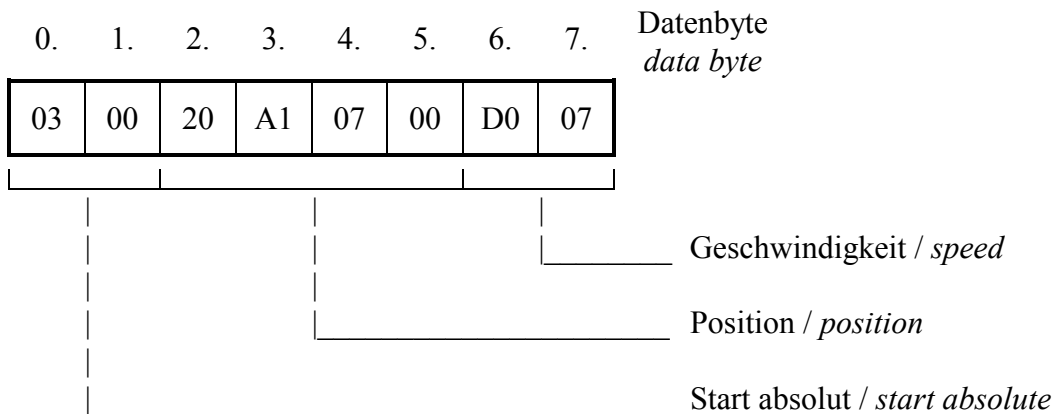 0. 1. 2. 3. 4. 5. 6. 7. Datenbyte
data byte
03 00 20 A1 07 00 D0 07
Geschwindigkeit / speed
Position / position
Start absolut / start absolute